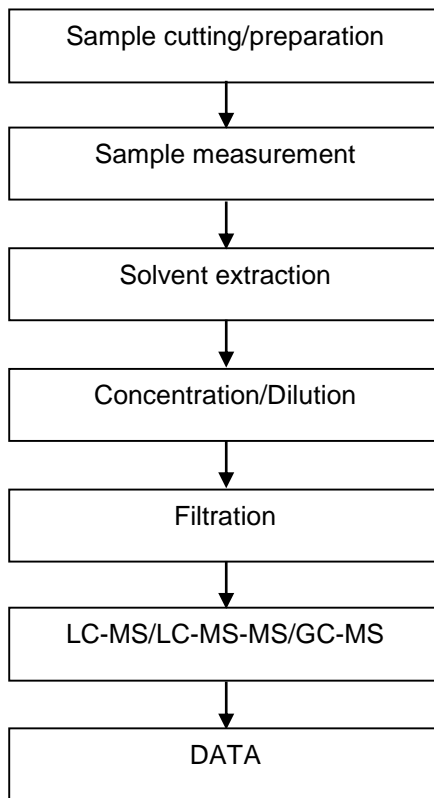 Sample cutting/preparation
Sample measurement
Solvent extraction
Concentration/Dilution
Filtration
LC-MS/LC-MS-MS/GC-MS
DATA